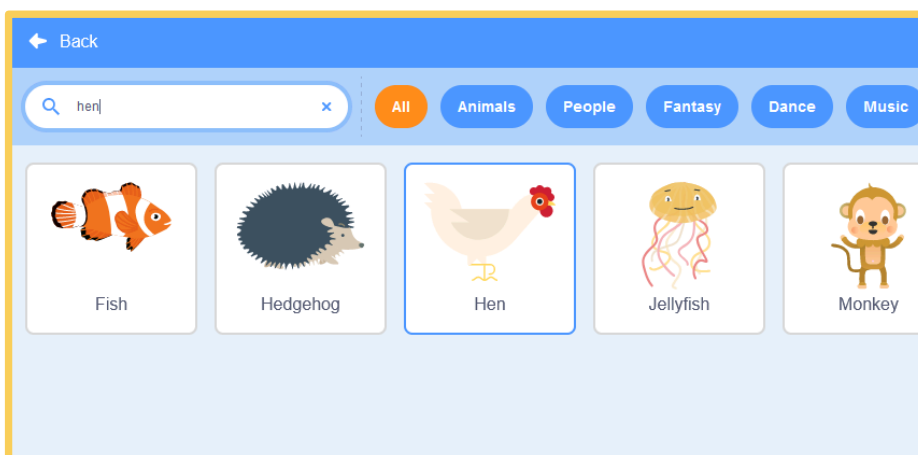 Back
hen
All
Animals
People
Fantasy
Dance
Music
Fish
Hedgehog
Hen
Jellyfish
Monkey